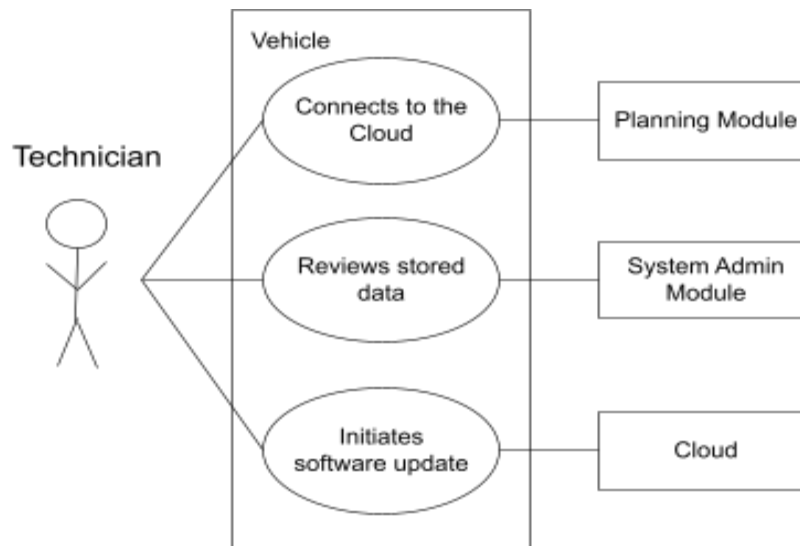 Vehicle
Connects to the
Cloud
Planning Module
Technician
Reviews stored
data
System Admin
Module
Initiates
software update
Cloud